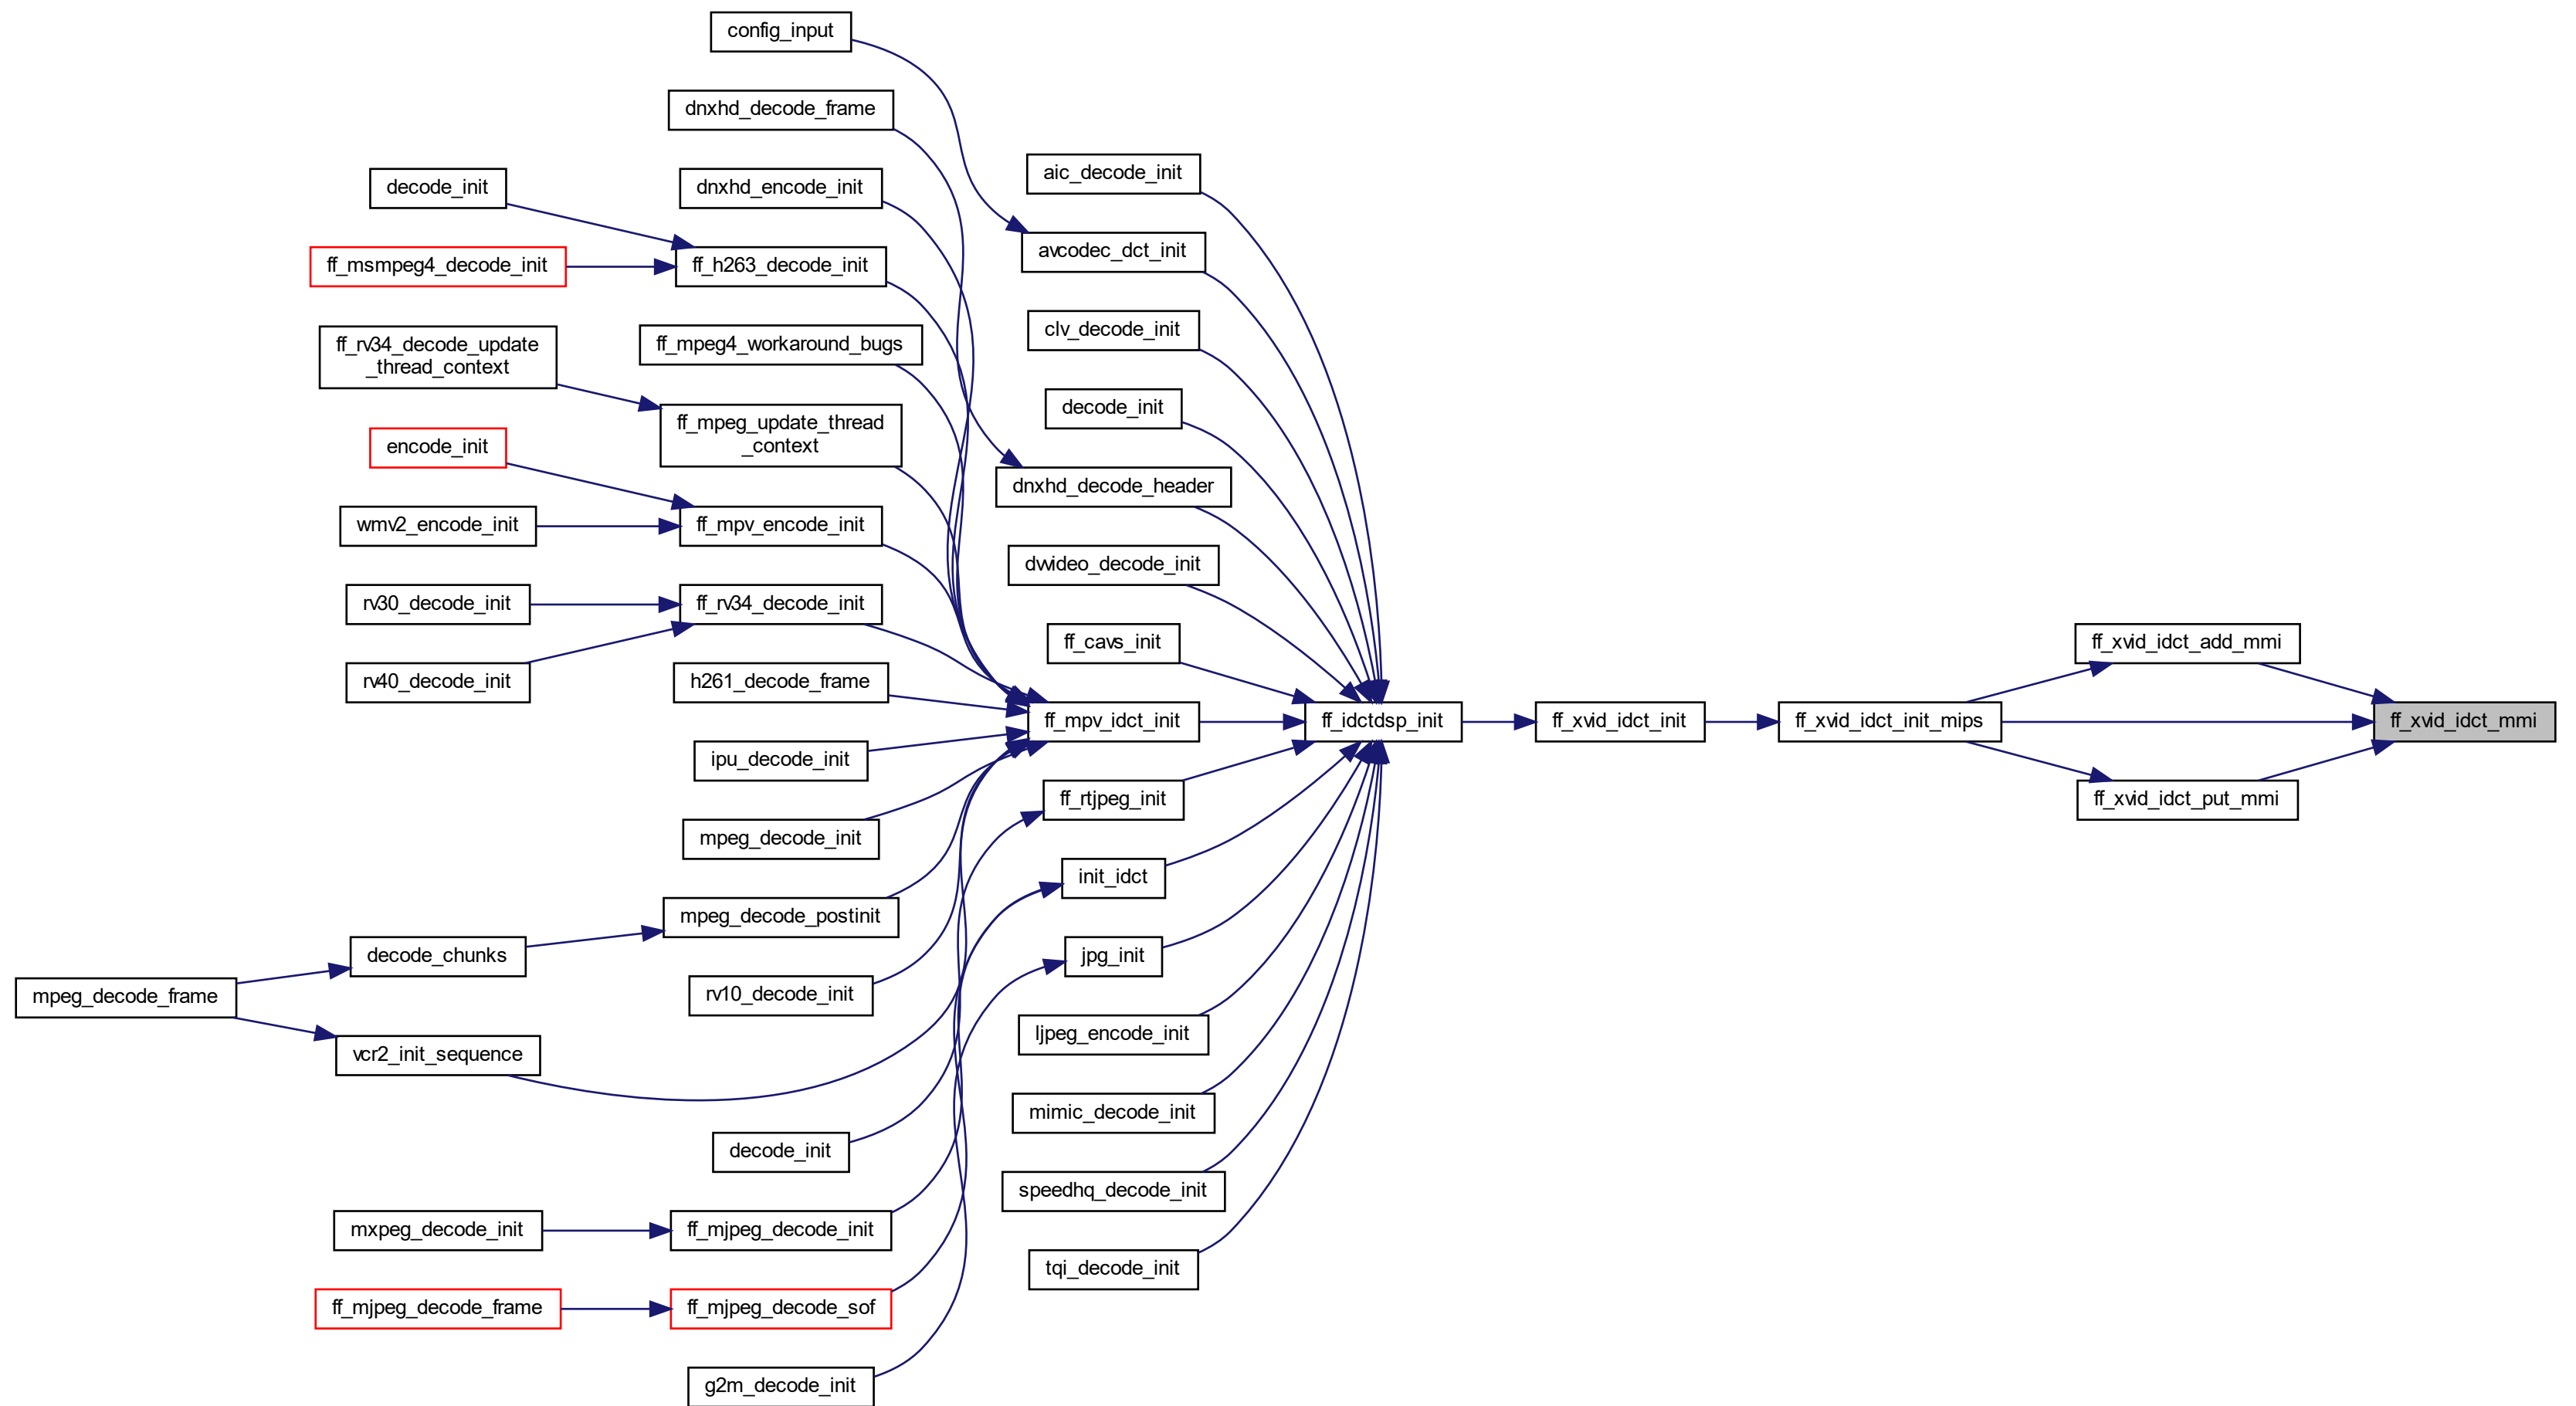 config_input
dnxhd_decode_frame
aic_decode_init
decode_init
dnxhd_encode_init
avcodec_dct_init
ff_msmpeg4_decode_init
ff_h263_decode_init
clv_decode_init
ff_rv34_decode_update
_thread_context
ff_mpeg4_workaround_bugs
decode_init
ff_mpeg_update_thread
_context
encode_init
dnxhd_decode_header
wmv2_encode_init
ff_mpv_encode_init
dwideo_decode_init
rv30_decode_init
ff_rv34_decode_init
ff_cavs_init
ff_xvid_idct_add_mmi
rv40_decode_init
h261_decode_frame
ff_mpv_idct_init
ff_idctdsp_init
ff_xvid_idct_init
ff_xvid_idct_init_mips
ff_xvid_idct_mmi
ipu_decode_init
ff_rtjpeg_init
ff_xvid_idct_put_mmi
mpeg_decode_init
init_idct
mpeg_decode_postinit
decode_chunks
jpg_init
mpeg_decode_frame
rv10_decode_init
ljpeg_encode_init
vcr2_init_sequence
mimic_decode_init
decode_init
speedhq_decode_init
mxpeg_decode_init
ff_mjpeg_decode_init
tqi_decode_init
ff_mjpeg_decode_frame
ff_mjpeg_decode_sof
g2m_decode_init